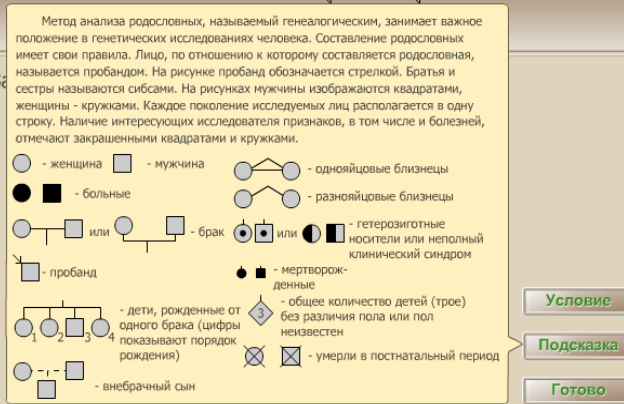 Метод анализа родословных, называемый генеалогическим, занимает важное
положение в генетических исследованиях человека. Составление родословных
имеет свои правила. Лицо, по отношению к которому составляется родословная,
называется пробандом. На рисунке пробанд обозначается стрелкой. Братья и
сестры называются сибсами. На рисунках мужчины изображаются квадратами,
женщины - кружками. Каждое поколение исследуемых лиц располагается в одну
строку. Наличие интересующих исследователя признаков, в том числе и болезней,
отмечают закрашенными квадратами и кружками.
- женщина - мужчина
- больные
или - брак
- пробанд
1 2 3 4
- дети, рожденные от
одного брака (цифры
показывают порядок
рождения)
- внебрачный сын
- однояйцовые близнецы
- разнояйцовые близнецы
или - гетерозиготные
носители или неполный
клинический синдром
- мертворож-
денные
3
- общее количество детей (трое)
без различия пола или пол
неизвестен
- умерли в постнатальный период
Условие
Подсказка
Готово